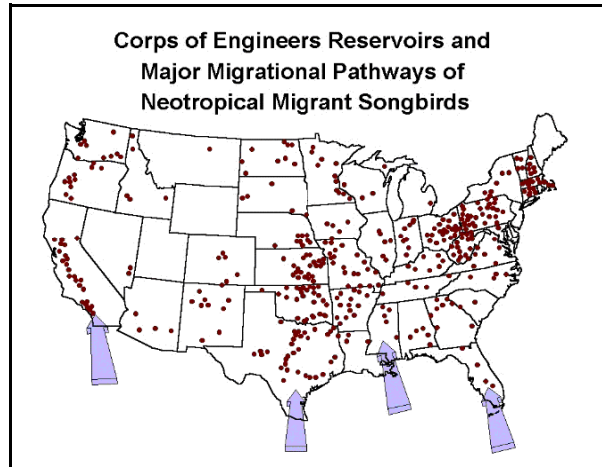 Corps of Engineers Reservoirs and
Major Migrational Pathways of
Neotropical Migrant Songbirds